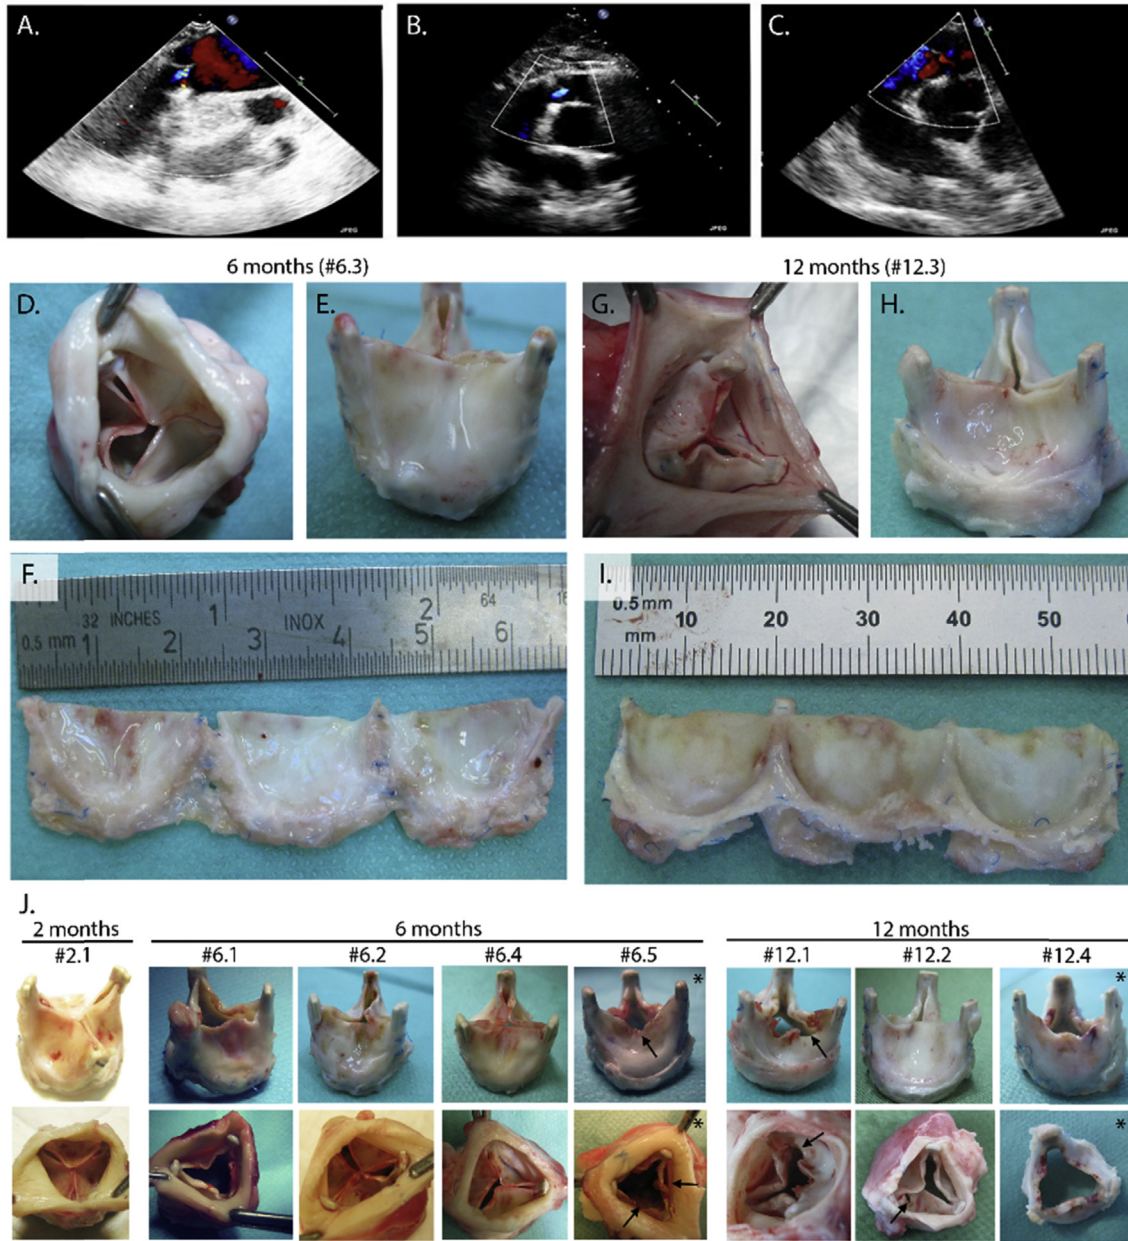 A.
B.
C.
JPEG
JPEG
JPEG
6 months (#6.3)
12 months (#12.3)
D.
E.
G.
H.
F.
32 INCHES 1 INOX 2 64 16
0.5 mm 1 2 3 4 5 6
I.
0.5 mm
mm 10 20 30 40 50
J.
2 months 6 months 12 months
#2.1 #6.1 #6.2 #6.4 #6.5 #12.1 #12.2 #12.4
*
*
*
*